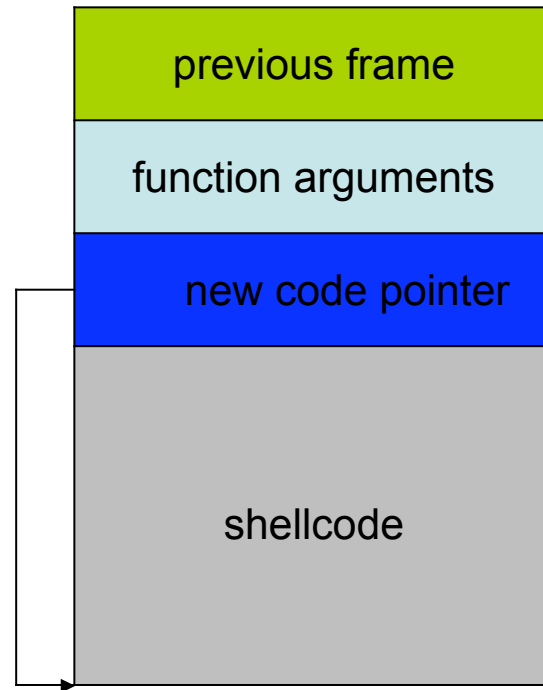 previous frame
function arguments
new code pointer
shellcode